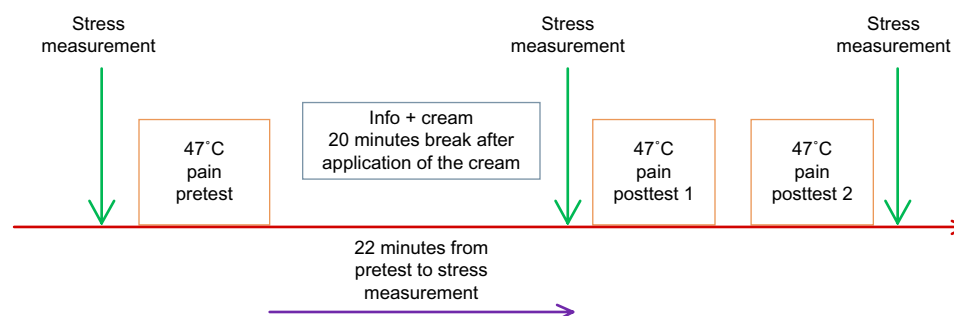 Stress
measurement
Stress
measurement
Stress
measurement
47˚C
pain
pretest
Info + cream
20 minutes break after
application of the cream
47˚C
pain
posttest 1
47˚C
pain
posttest 2
22 minutes from
pretest to stress
measurement